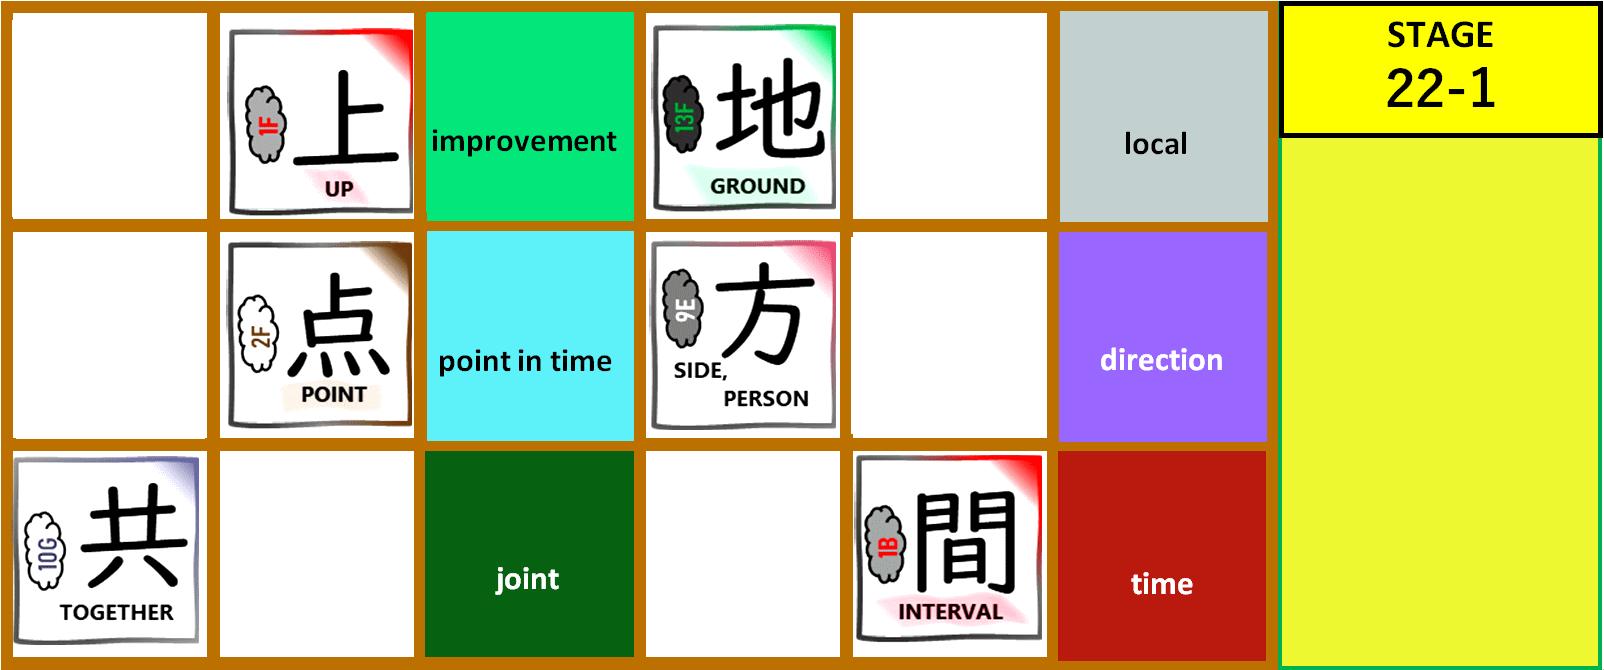 1F
上
UP
improvement
13F
地
GROUND
local
STAGE
22-1
2F
点
POINT
point in time
9E
方
SIDE,
PERSON
direction
10G
共
TOGETHER
joint
1B
間
INTERVAL
time